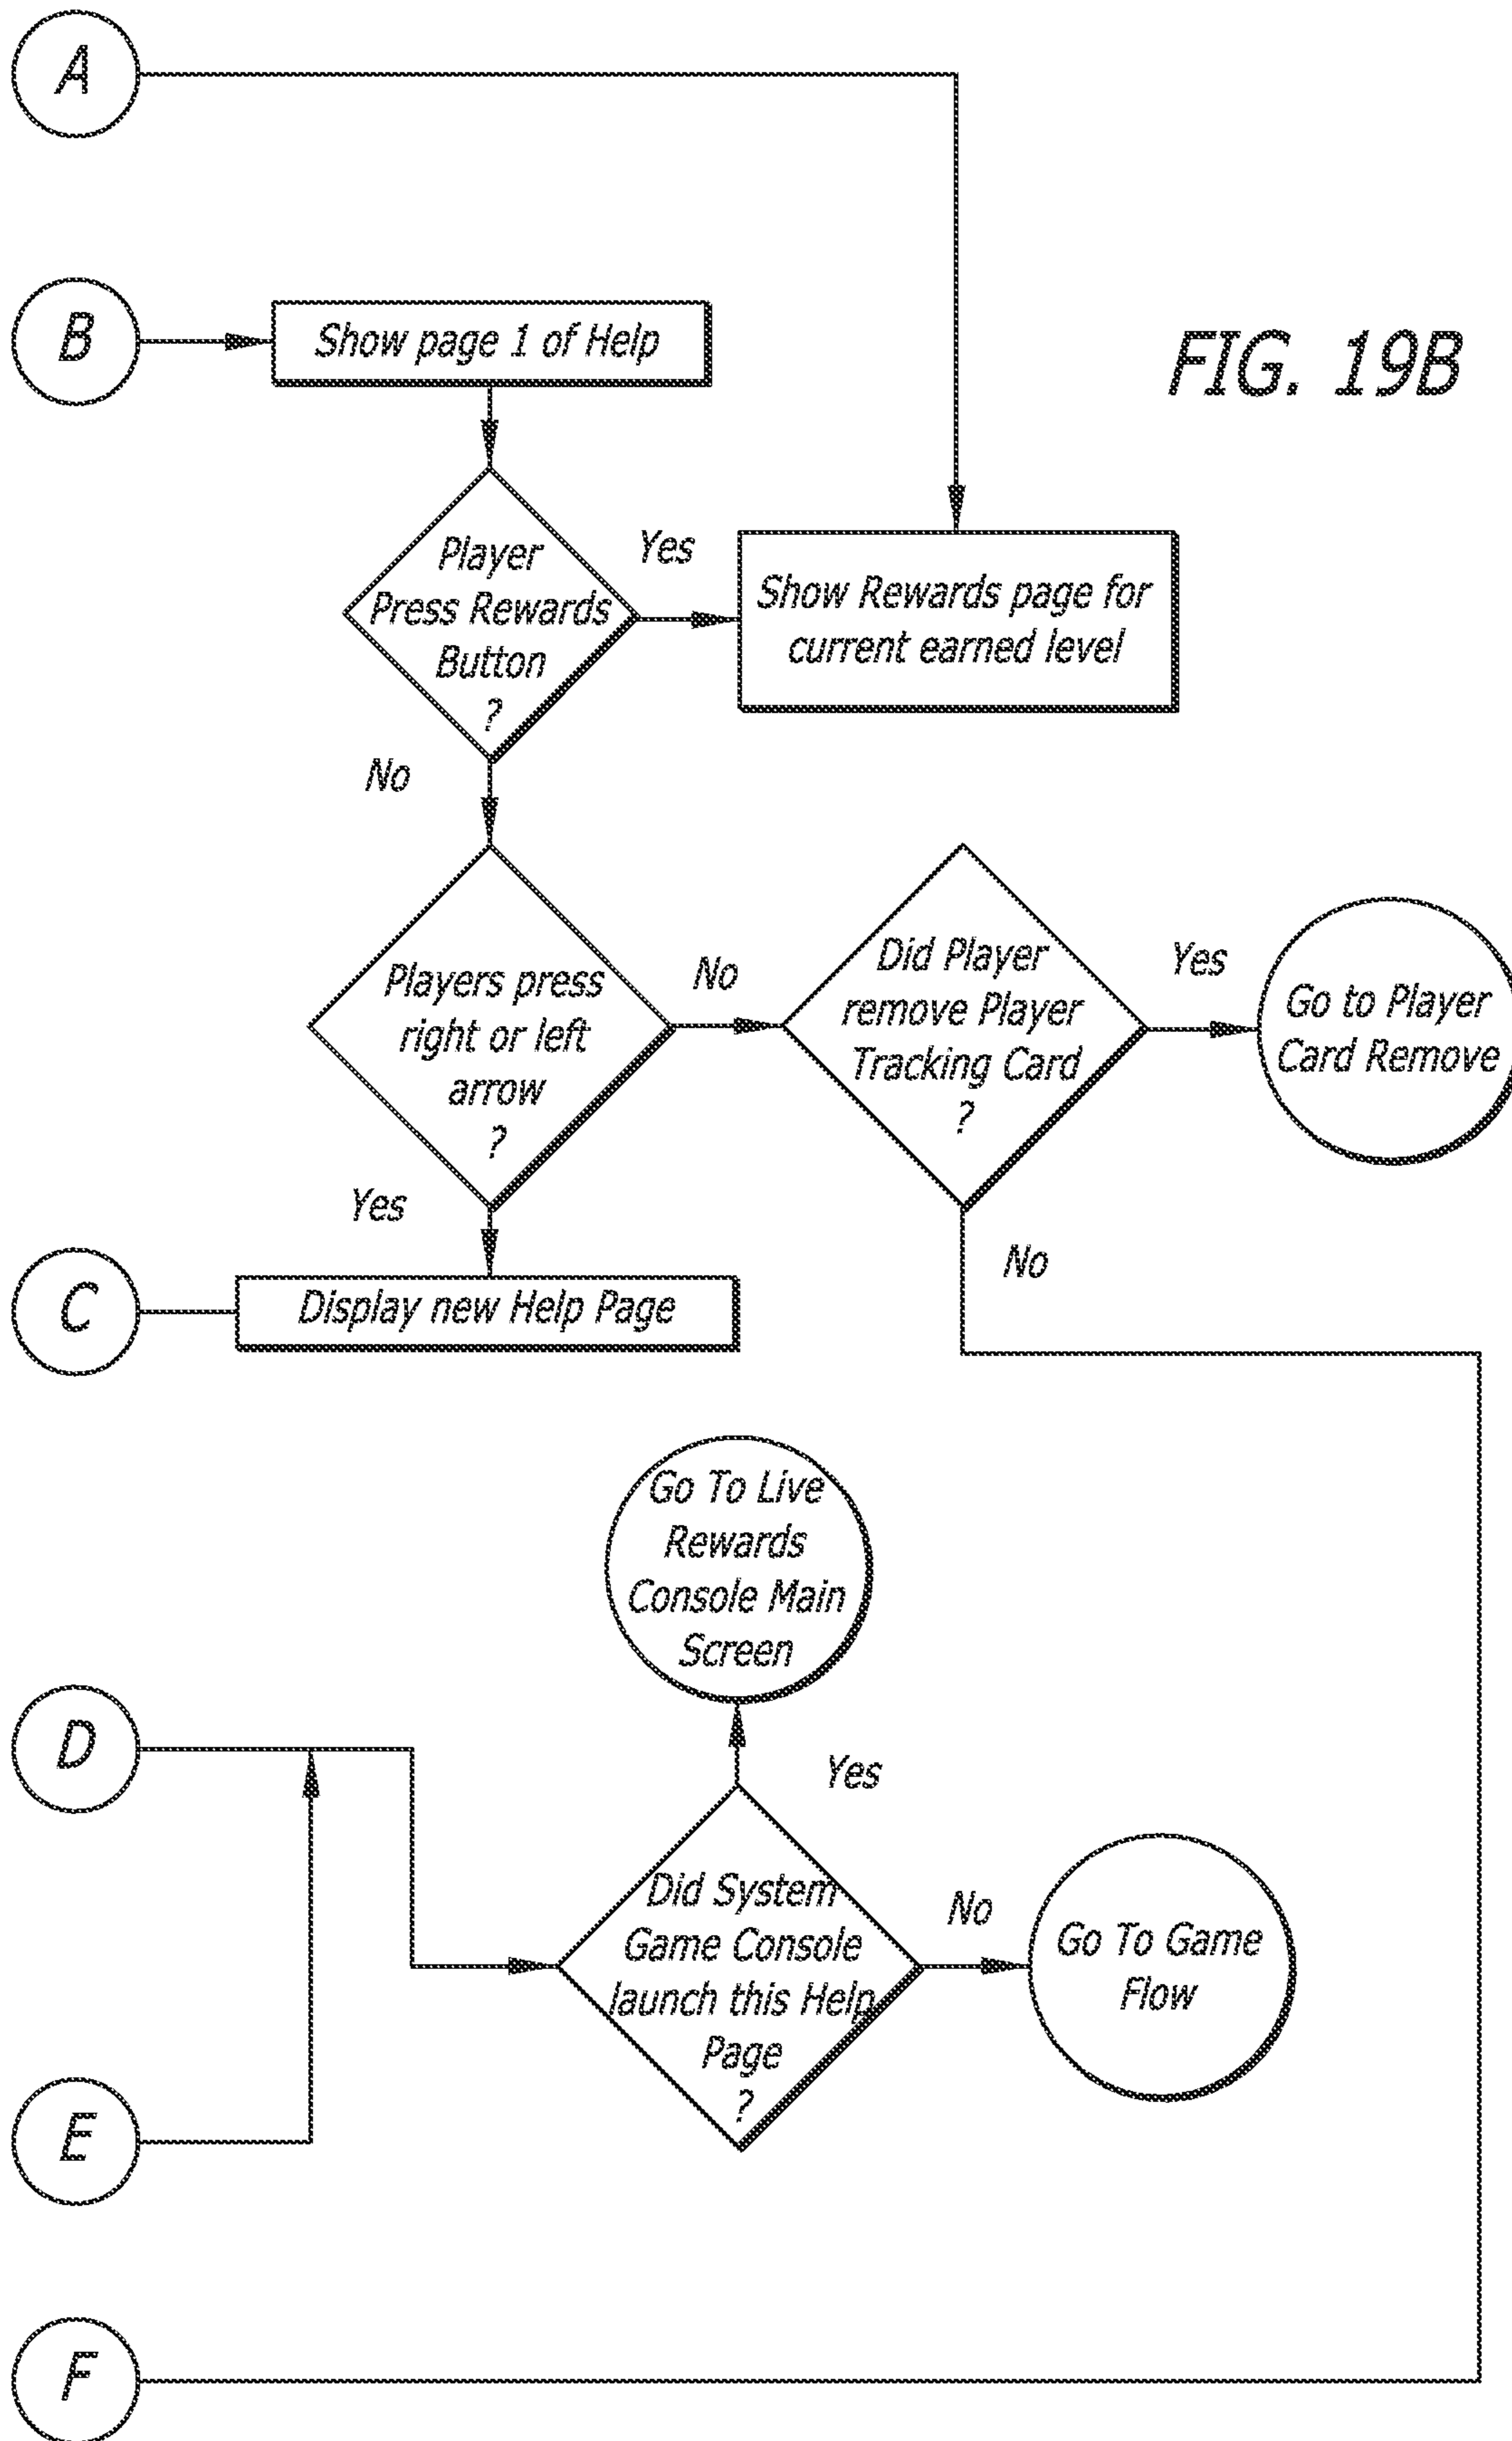 A
B
Show page 1 of Help
FIG. 19B
Player
Press Rewards
Button
?
Yes
Show Rewards page for
current earned level
No
Players press
right or left
arrow
?
No
Did Player
remove Player
Tracking Card
?
Yes
Go to Player
Card Remove
Yes
No
C
Display new Help Page
Go To Live
Rewards
Console Main
Screen
D
Yes
Did System
Game Console
launch this Help
Page
?
No
Go To Game
Flow
E
F